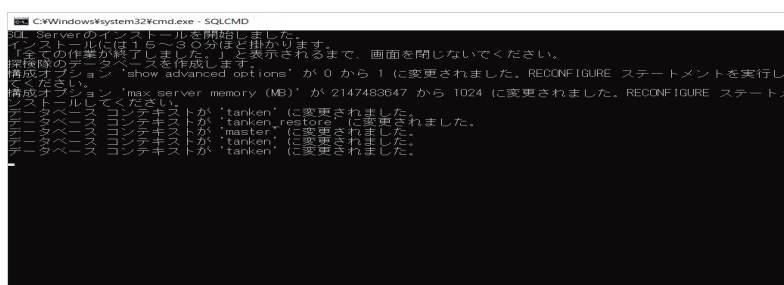 C:¥Windows¥system32¥cmd.exe - SQLCMD
SQL Serverのインストールを開始しました。
インストールには１５～３０分ほど掛かります。
「全ての作業が終了しました。」と表示されるまで、画面を閉じないでください。
探検隊のデータベースを作成します。
構成オプション 'show advanced options' が 0 から 1 に変更されました。RECONFIGURE ステートメントを実行し
てください。
構成オプション 'max server memory (MB)' が 2147483647 から 1024 に変更されました。RECONFIGURE ステート
ンストールしてください。
データベース コンテキストが 'tanken' に変更されました。
データベース コンテキストが 'tanken_restore' に変更されました。
データベース コンテキストが 'master' に変更されました。
データベース コンテキストが 'tanken' に変更されました。
データベース コンテキストが 'tanken' に変更されました。